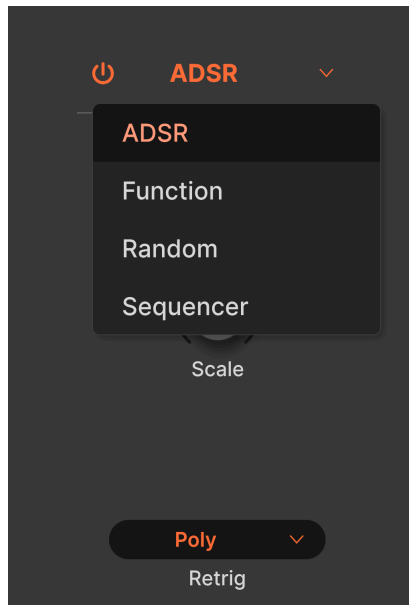 ADSR
ADSR
Function
Random
Sequencer
Scale
Poly
Retrig